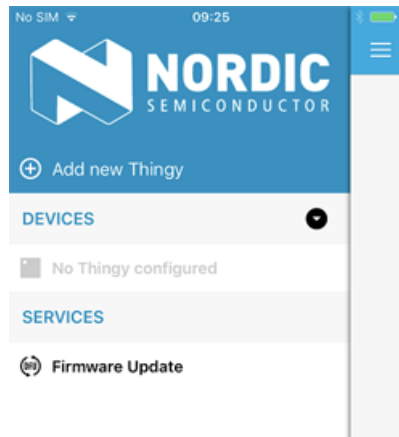 No SIM 09:25
NORDIC
SEMICONDUCTOR
Add new Thingy
DEVICES
No Thingy configured
SERVICES
DFU Firmware Update